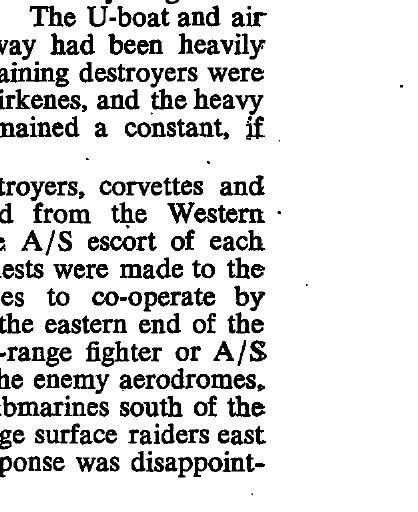 The U-boat and air
way had been heavily
aining destroyers were
irkenes, and the heavy
mained a constant, if
troyers, corvettes and
d from the Western
A/S escort of each
ests were made to the
es to co-operate by
the eastern end of the
-range fighter or A/S
he enemy aerodromes,
bmarines south of the
ge surface raiders east
ponse was disappoint-